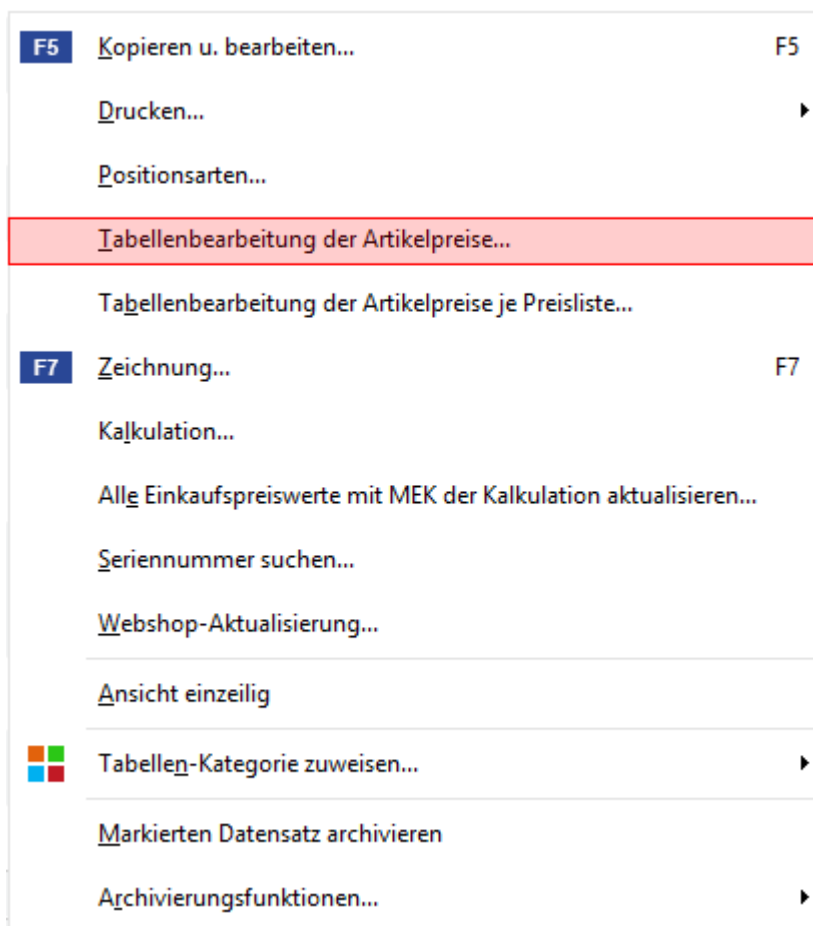 F5 Kopieren u. bearbeiten... F5
Drucken...
Positionsarten...
Tabellenbearbeitung der Artikelpreise...
Tabellenbearbeitung der Artikelpreise je Preisliste...
F7 Zeichnung... F7
Kalkulation...
Alle Einkaufspreiswerte mit MEK der Kalkulation aktualisieren...
Seriennummer suchen...
Webshop-Aktualisierung...
Ansicht einzeilig
Tabellen-Kategorie zuweisen...
Markierten Datensatz archivieren
Archivierungsfunktionen...